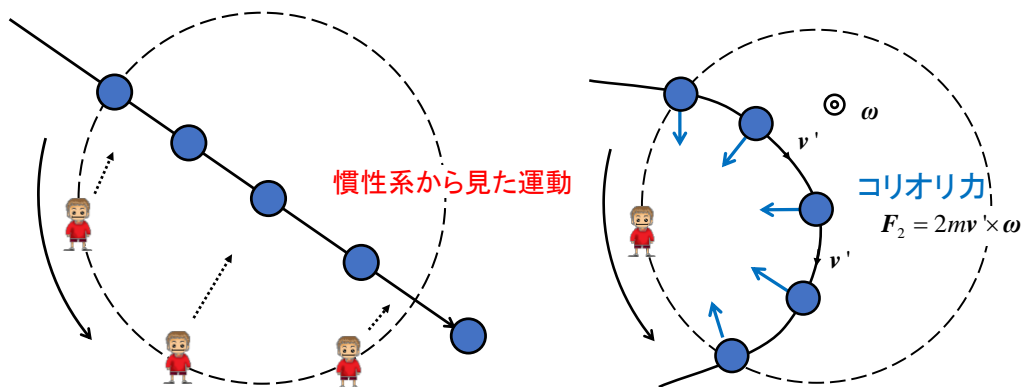 慣性系から見た運動
ω
v'
コリオリカ
F₂ = 2mv'×ω
v'